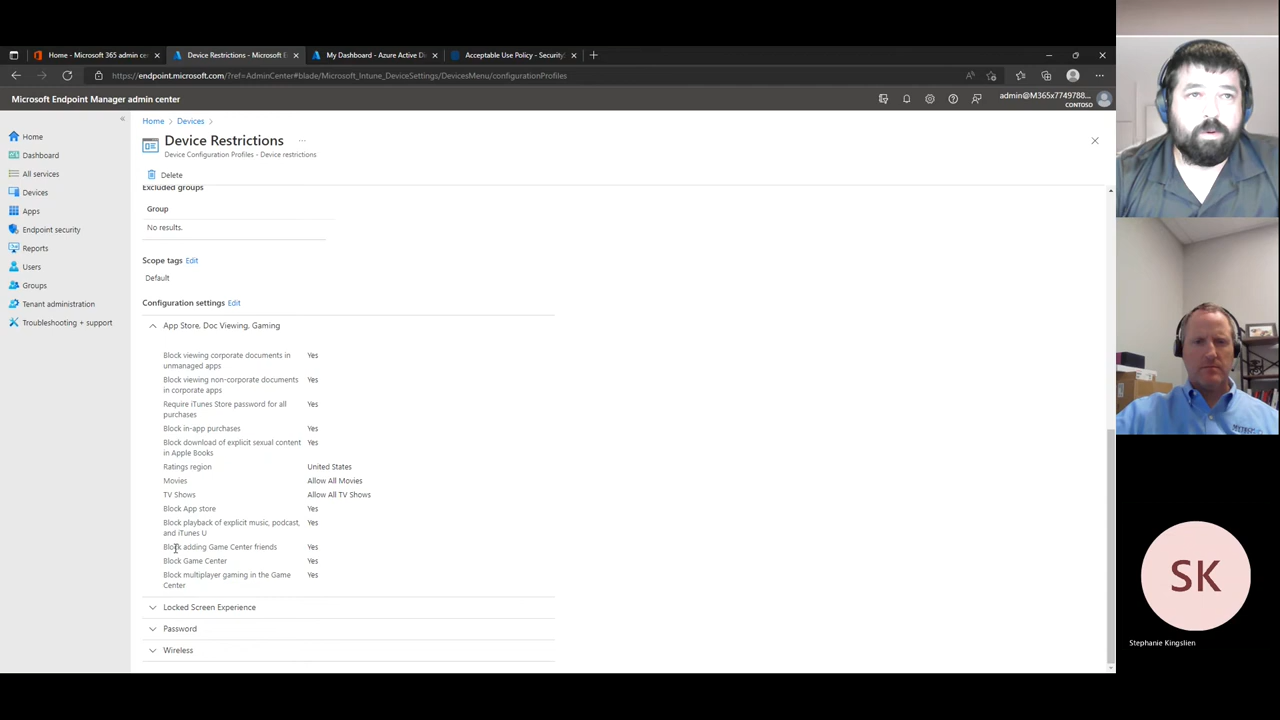 Home - Microsoft 365 admin cen
Device Restrictions - Microsoft E
My Dashboard - Azure Active Di
Acceptable Use Policy - Security
https://endpoint.microsoft.com/?ref=AdminCenter#blade/Microsoft_Intune_DeviceSettings/DevicesMenu/configurationProfiles
Microsoft Endpoint Manager admin center
admin@M365x7749788...
CONTOSO
Home
Dashboard
All services
Devices
Apps
Endpoint security
Reports
Users
Groups
Tenant administration
Troubleshooting + support
Home > Devices >
Device Restrictions ...
Device Configuration Profiles - Device restrictions
Delete
Excluded groups
Group
No results.
Scope tags Edit
Default
Configuration settings Edit
App Store, Doc Viewing, Gaming
Block viewing corporate documents in Yes
unmanaged apps
Block viewing non-corporate documents Yes
in corporate apps
Require iTunes Store password for all Yes
purchases
Block in-app purchases Yes
Block download of explicit sexual content Yes
in Apple Books
Ratings region United States
Movies Allow All Movies
TV Shows Allow All TV Shows
Block App store Yes
Block playback of explicit music, podcast, Yes
and iTunes U
Block adding Game Center friends Yes
Block Game Center Yes
Block multiplayer gaming in the Game Yes
Center
Locked Screen Experience
Password
Wireless
SK
Stephanie Kingslien